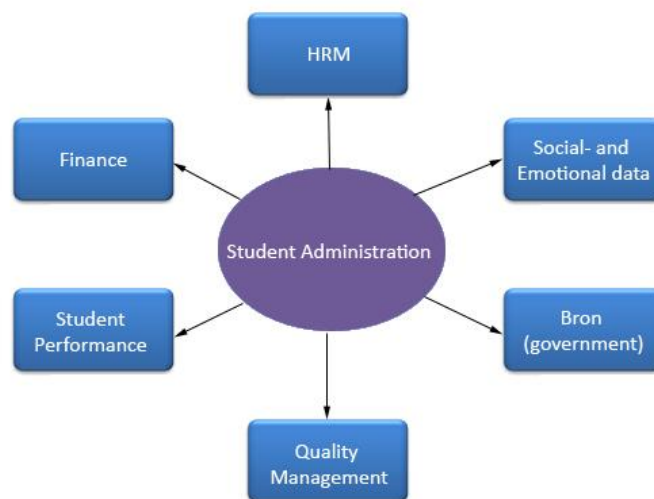 HRM
Finance
Social- and
Emotional data
Student Administration
Student
Performance
Bron
(government)
Quality
Management